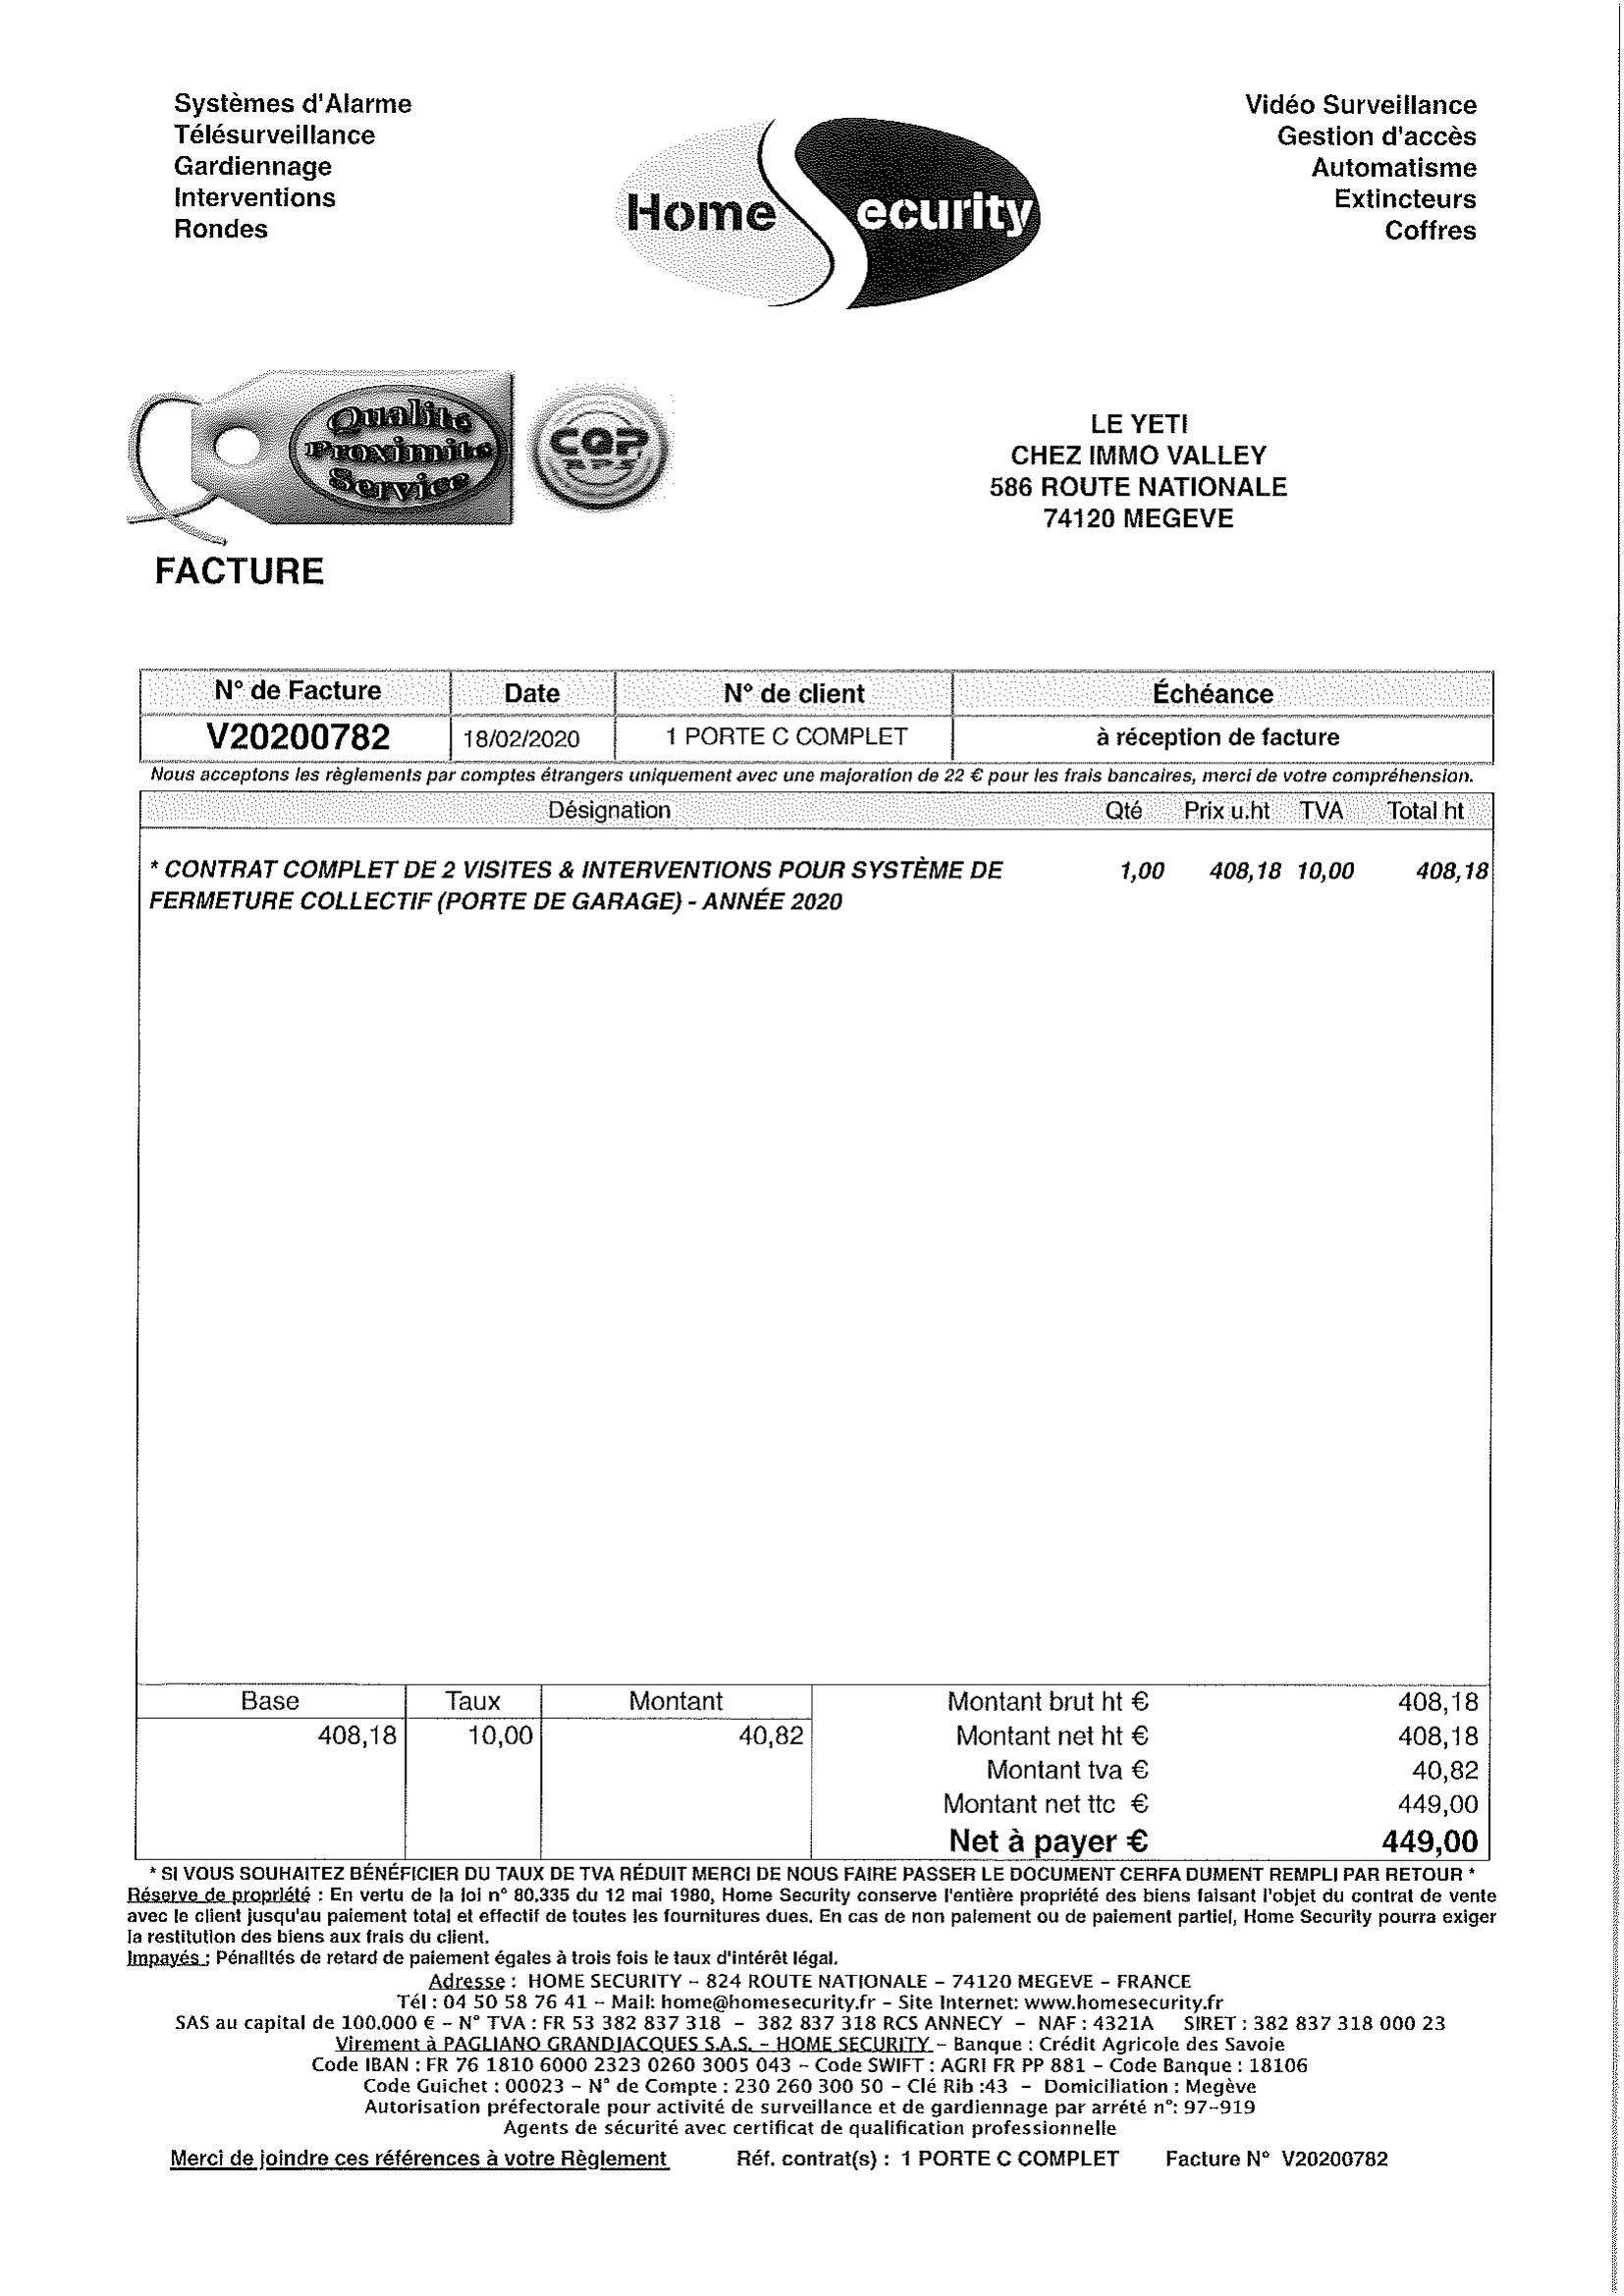 Systèmes d'Alarme
Télésurveillance
Gardiennage
Interventions
Rondes
Home Security
Vidéo Surveillance
Gestion d'accès
Automatisme
Extincteurs
Coffres
Qualité
Proximité
Service
CQP
APS
LE YETI
CHEZ IMMO VALLEY
586 ROUTE NATIONALE
74120 MEGEVE
FACTURE
N° de Facture Date N° de client Échéance
V20200782 18/02/2020 1 PORTE C COMPLET à réception de facture
Nous acceptons les règlements par comptes étrangers uniquement avec une majoration de 22 € pour les frais bancaires, merci de votre compréhension.
Désignation Qté Prix u.ht TVA Total ht
* CONTRAT COMPLET DE 2 VISITES & INTERVENTIONS POUR SYSTÈME DE 1,00 408,18 10,00 408,18
FERMETURE COLLECTIF (PORTE DE GARAGE) - ANNÉE 2020
Base Taux Montant Montant brut ht € 408,18
408,18 10,00 40,82 Montant net ht € 408,18
Montant tva € 40,82
Montant net ttc € 449,00
Net à payer € 449,00
* SI VOUS SOUHAITEZ BÉNÉFICIER DU TAUX DE TVA RÉDUIT MERCI DE NOUS FAIRE PASSER LE DOCUMENT CERFA DUMENT REMPLI PAR RETOUR *
Réserve de propriété : En vertu de la loi n° 80.335 du 12 mai 1980, Home Security conserve l'entière propriété des biens faisant l'objet du contrat de vente
avec le client jusqu'au paiement total et effectif de toutes les fournitures dues. En cas de non paiement ou de paiement partiel, Home Security pourra exiger
la restitution des biens aux frais du client.
Impayés : Pénalités de retard de paiement égales à trois fois le taux d'intérêt légal.
Adresse : HOME SECURITY – 824 ROUTE NATIONALE – 74120 MEGEVE – FRANCE
Tél : 04 50 58 76 41 – Mail: home@homesecurity.fr – Site Internet: www.homesecurity.fr
SAS au capital de 100.000 € – N° TVA : FR 53 382 837 318 – 382 837 318 RCS ANNECY – NAF : 4321A SIRET : 382 837 318 000 23
Virement à PAGLIANO GRANDJACQUES S.A.S. – HOME SECURITY – Banque : Crédit Agricole des Savoie
Code IBAN : FR 76 1810 6000 2323 0260 3005 043 – Code SWIFT : AGRI FR PP 881 – Code Banque : 18106
Code Guichet : 00023 – N° de Compte : 230 260 300 50 – Clé Rib :43 – Domiciliation : Megève
Autorisation préfectorale pour activité de surveillance et de gardiennage par arrété n°: 97–919
Agents de sécurité avec certificat de qualification professionnelle
Merci de joindre ces références à votre Règlement Réf. contrat(s) : 1 PORTE C COMPLET Facture N° V20200782